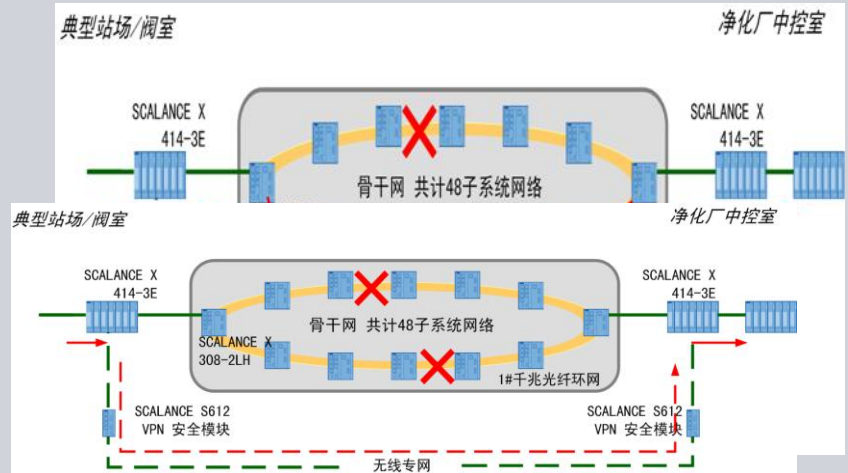 典型站场/阀室
净化厂中控室
SCALANCE X
414-3E
SCALANCE X
414-3E
骨干网 共计48子系统网络
典型站场/阀室
净化厂中控室
SCALANCE X
414-3E
SCALANCE X
414-3E
骨干网 共计48子系统网络
SCALANCE X
308-2LH
1#千兆光纤环网
SCALANCE S612
VPN 安全模块
SCALANCE S612
VPN 安全模块
无线专网